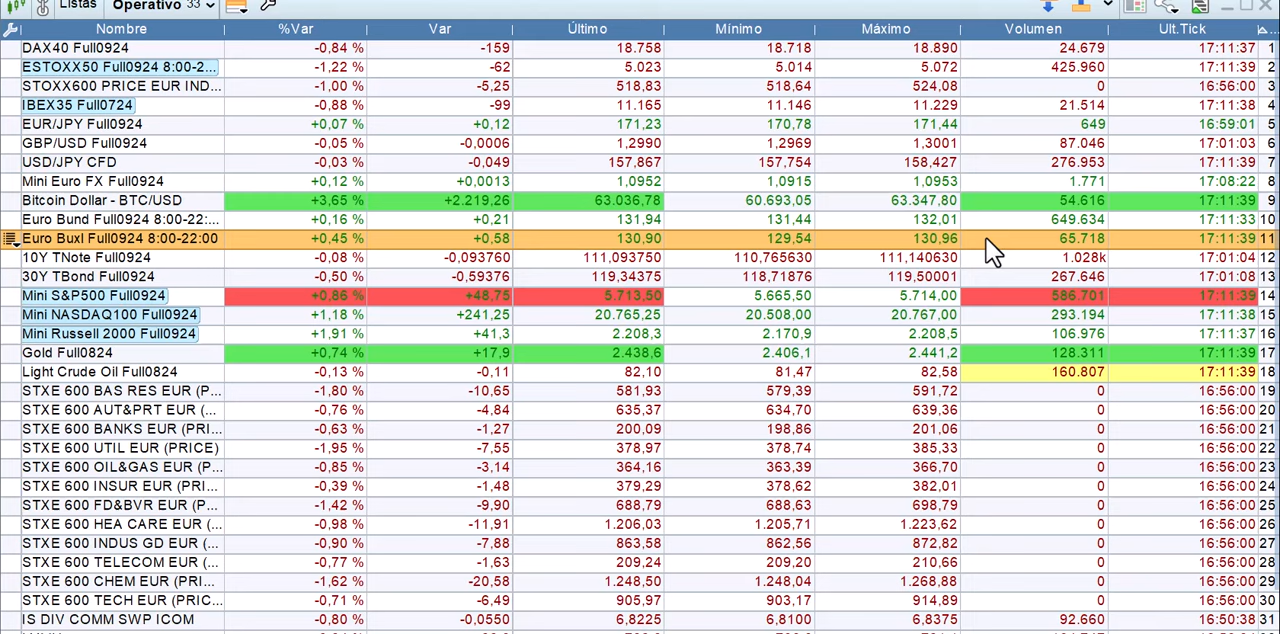 Listas Operativo 33
Nombre %Var Var Último Mínimo Máximo Volumen Ult.Tick ...
DAX40 Full0924 -0,84 % -159 18.758 18.718 18.890 24.679 17:11:37 1
ESTOXX50 Full0924 8:00-2... -1,22 % -62 5.023 5.014 5.072 425.960 17:11:39 2
STOXX600 PRICE EUR IND... -1,00 % -5,25 518,83 518,64 524,08 0 16:56:00 3
IBEX35 Full0724 -0,88 % -99 11.165 11.146 11.229 21.514 17:11:38 4
EUR/JPY Full0924 +0,07 % +0,12 171,23 170,78 171,44 649 16:59:01 5
GBP/USD Full0924 -0,05 % -0,0006 1,2990 1,2969 1,3001 87.046 17:01:03 6
USD/JPY CFD -0,03 % -0,049 157,867 157,754 158,427 276.953 17:11:39 7
Mini Euro FX Full0924 +0,12 % +0,0013 1,0952 1,0915 1,0953 1.771 17:08:22 8
Bitcoin Dollar - BTC/USD +3,65 % +2.219,26 63.036,78 60.693,05 63.347,80 54.616 17:11:39 9
Euro Bund Full0924 8:00-22:... +0,16 % +0,21 131,94 131,44 132,01 649.634 17:11:33 10
Euro Buxl Full0924 8:00-22:00 +0,45 % +0,58 130,90 129,54 130,96 65.718 17:11:39 11
10Y TNote Full0924 -0,08 % -0,093760 111,093750 110,765630 111,140630 1.028k 17:01:04 12
30Y TBond Full0924 -0,50 % -0,59376 119,34375 118,71876 119,50001 267.646 17:01:08 13
Mini S&P500 Full0924 +0,86 % +48,75 5.713,50 5.665,50 5.714,00 586.701 17:11:39 14
Mini NASDAQ100 Full0924 +1,18 % +241,25 20.765,25 20.508,00 20.767,00 293.194 17:11:38 15
Mini Russell 2000 Full0924 +1,91 % +41,3 2.208,3 2.170,9 2.208,5 106.976 17:11:37 16
Gold Full0824 +0,74 % +17,9 2.438,6 2.406,1 2.441,2 128.311 17:11:39 17
Light Crude Oil Full0824 -0,13 % -0,11 82,10 81,47 82,58 160.807 17:11:39 18
STXE 600 BAS RES EUR (P... -1,80 % -10,65 581,93 579,39 591,72 0 16:56:00 19
STXE 600 AUT&PRT EUR (... -0,76 % -4,84 635,37 634,70 639,36 0 16:56:00 20
STXE 600 BANKS EUR (PRI... -0,63 % -1,27 200,09 198,86 201,06 0 16:56:00 21
STXE 600 UTIL EUR (PRICE) -1,95 % -7,55 378,97 378,74 385,33 0 16:56:00 22
STXE 600 OIL&GAS EUR (P... -0,85 % -3,14 364,16 363,39 366,70 0 16:56:00 23
STXE 600 INSUR EUR (PRI... -0,39 % -1,48 379,29 378,62 382,01 0 16:56:00 24
STXE 600 FD&BVR EUR (P... -1,42 % -9,90 688,79 688,63 698,79 0 16:56:00 25
STXE 600 HEA CARE EUR (... -0,98 % -11,91 1.206,03 1.205,71 1.223,62 0 16:56:00 26
STXE 600 INDUS GD EUR (... -0,90 % -7,88 863,58 862,56 872,82 0 16:56:00 27
STXE 600 TELECOM EUR (... -0,77 % -1,63 209,24 209,20 210,66 0 16:56:00 28
STXE 600 CHEM EUR (PRI... -1,62 % -20,58 1.248,50 1.248,04 1.268,88 0 16:56:00 29
STXE 600 TECH EUR (PRIC... -0,71 % -6,49 905,97 903,17 914,89 0 16:56:00 30
IS DIV COMM SWP ICOM -0,80 % -0,0550 6,8225 6,8100 6,8375 92.660 16:50:38 31